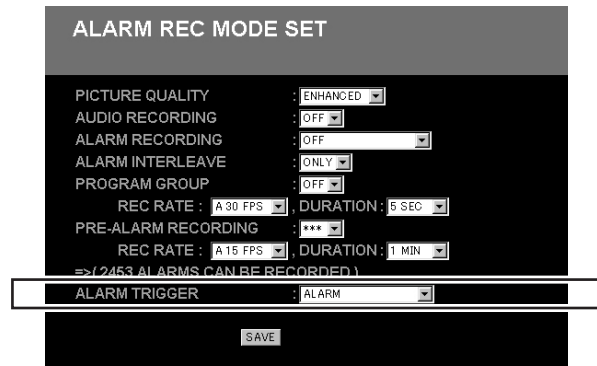 ALARM REC MODE SET
PICTURE QUALITY : ENHANCED
AUDIO RECORDING : OFF
ALARM RECORDING : OFF
ALARM INTERLEAVE : ONLY
PROGRAM GROUP : OFF
REC RATE : A 30 FPS , DURATION : 5 SEC
PRE-ALARM RECORDING : ***
REC RATE : A 15 FPS , DURATION : 1 MIN
=>( 2453 ALARMS CAN BE RECORDED )
ALARM TRIGGER : ALARM
SAVE